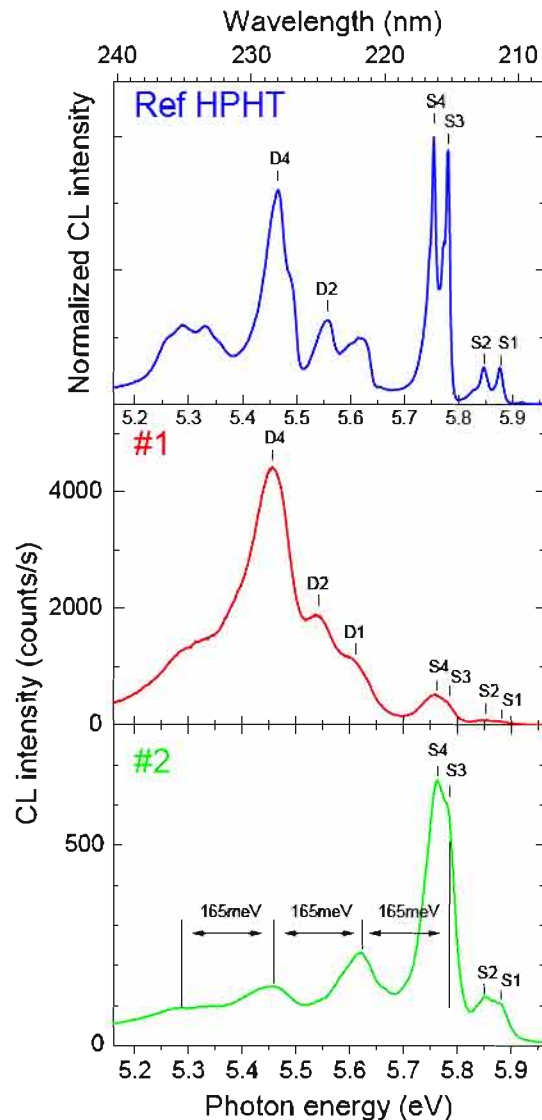 Wavelength (nm)
240 230 220 210
Ref HPHT
Normalized CL intensity
D4
D2
S4
S3
S2
S1
5.2 5.3 5.4 5.5 5.6 5.7 5.8 5.9
#1
D4
D2
D1
S4
S3
S2
S1
4000
2000
0
CL intensity (counts/s)
#2
S4
S3
S2
S1
500
0
165meV 165meV 165meV
5.2 5.3 5.4 5.5 5.6 5.7 5.8 5.9
Photon energy (eV)